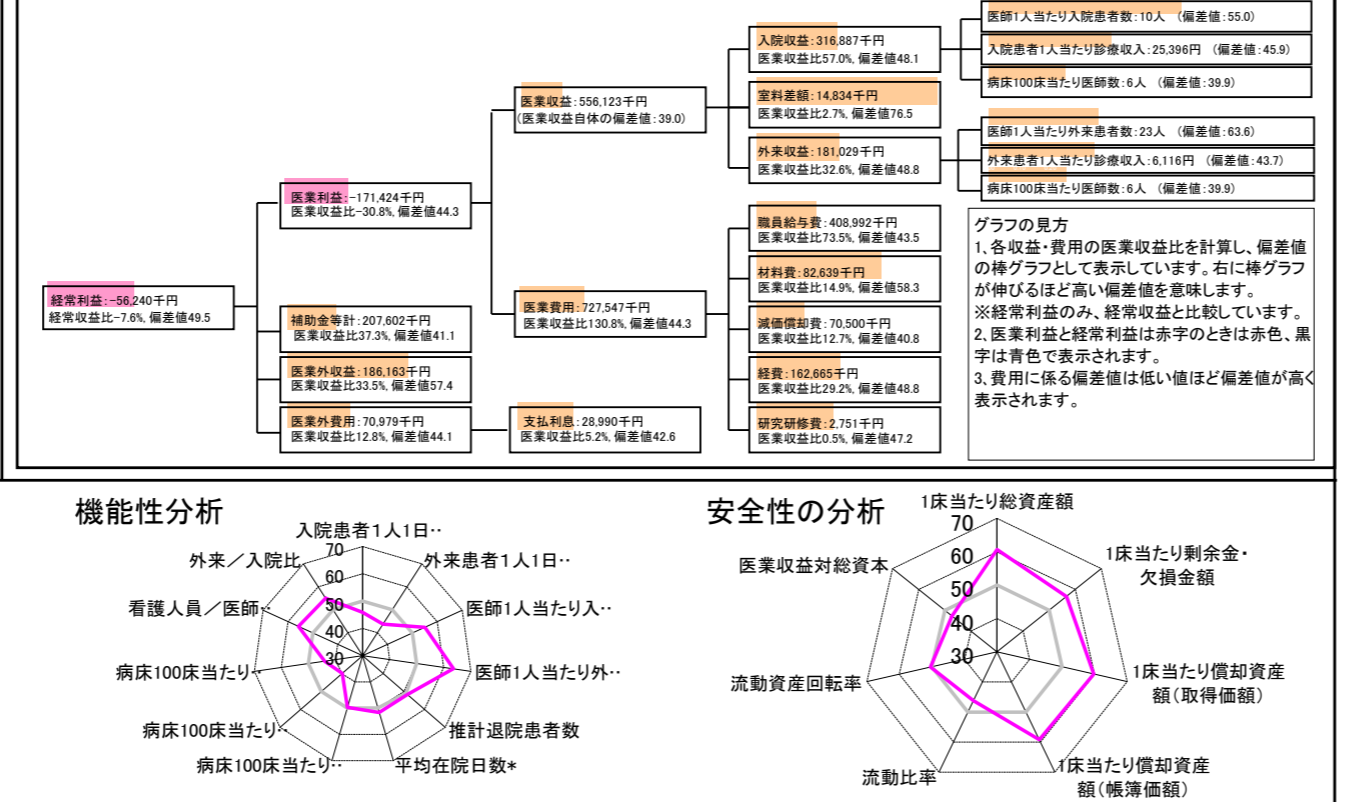 経常利益:-56,240千円
経常収益比-7.6%, 偏差値49.5
医業利益:-171,424千円
医業収益比-30.8%, 偏差値44.3
補助金等計:207,602千円
医業収益比37.3%, 偏差値41.1
医業外収益:186,163千円
医業収益比33.5%, 偏差値57.4
医業外費用:70,979千円
医業収益比12.8%, 偏差値44.1
医業収益:556,123千円
(医業収益自体の偏差値:39.0)
医業費用:727,547千円
医業収益比130.8%, 偏差値44.3
支払利息:28,990千円
医業収益比5.2%, 偏差値42.6
入院収益:316,887千円
医業収益比57.0%, 偏差値48.1
室料差額:14,834千円
医業収益比2.7%, 偏差値76.5
外来収益:181,029千円
医業収益比32.6%, 偏差値48.8
職員給与費:408,992千円
医業収益比73.5%, 偏差値43.5
材料費:82,639千円
医業収益比14.9%, 偏差値58.3
減価償却費:70,500千円
医業収益比12.7%, 偏差値40.8
経費:162,665千円
医業収益比29.2%, 偏差値48.8
研究研修費:2,751千円
医業収益比0.5%, 偏差値47.2
医師1人当たり入院患者数:10人 (偏差値:55.0)
入院患者1人当たり診療収入:25,396円 (偏差値:45.9)
病床100床当たり医師数:6人 (偏差値:39.9)
医師1人当たり外来患者数:23人 (偏差値:63.6)
外来患者1人当たり診療収入:6,116円 (偏差値:43.7)
病床100床当たり医師数:6人 (偏差値:39.9)
グラフの見方
1、各収益・費用の医業収益比を計算し、偏差値
の棒グラフとして表示しています。右に棒グラフ
が伸びるほど高い偏差値を意味します。
※経常利益のみ、経常収益と比較しています。
2、医業利益と経常利益は赤字のときは赤色、黒
字は青色で表示されます。
3、費用に係る偏差値は低い値ほど偏差値が高く
表示されます。
機能性分析
入院患者1人1日‥
外来患者1人1日‥
医師1人当たり入‥
医師1人当たり外‥
推計退院患者数
平均在院日数*
病床100床当たり‥
病床100床当たり‥
病床100床当たり‥
看護人員/医師‥
外来/入院比
70
60
50
40
30
安全性の分析
1床当たり総資産額
1床当たり剰余金・
欠損金額
1床当たり償却資産
額(取得価額)
1床当たり償却資産
額(帳簿価額)
流動比率
流動資産回転率
医業収益対総資本
70
60
50
40
30